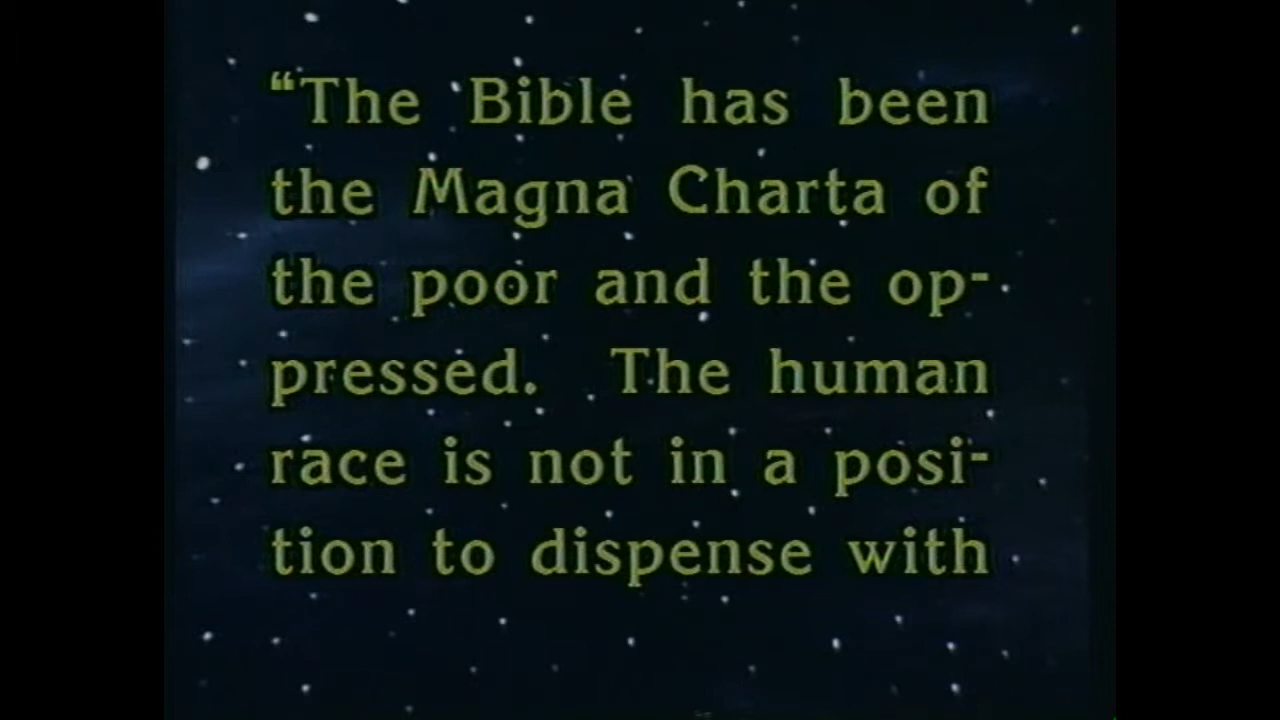 “The Bible has been
the Magna Charta of
the poor and the op-
pressed. The human
race is not in a posi-
tion to dispense with